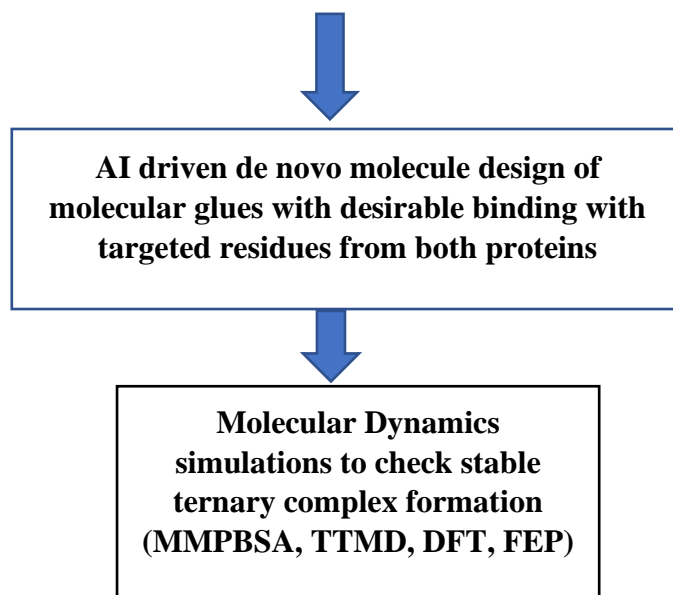 AI driven de novo molecule design of
molecular glues with desirable binding with
targeted residues from both proteins
Molecular Dynamics
simulations to check stable
ternary complex formation
(MMPBSA, TTMD, DFT, FEP)